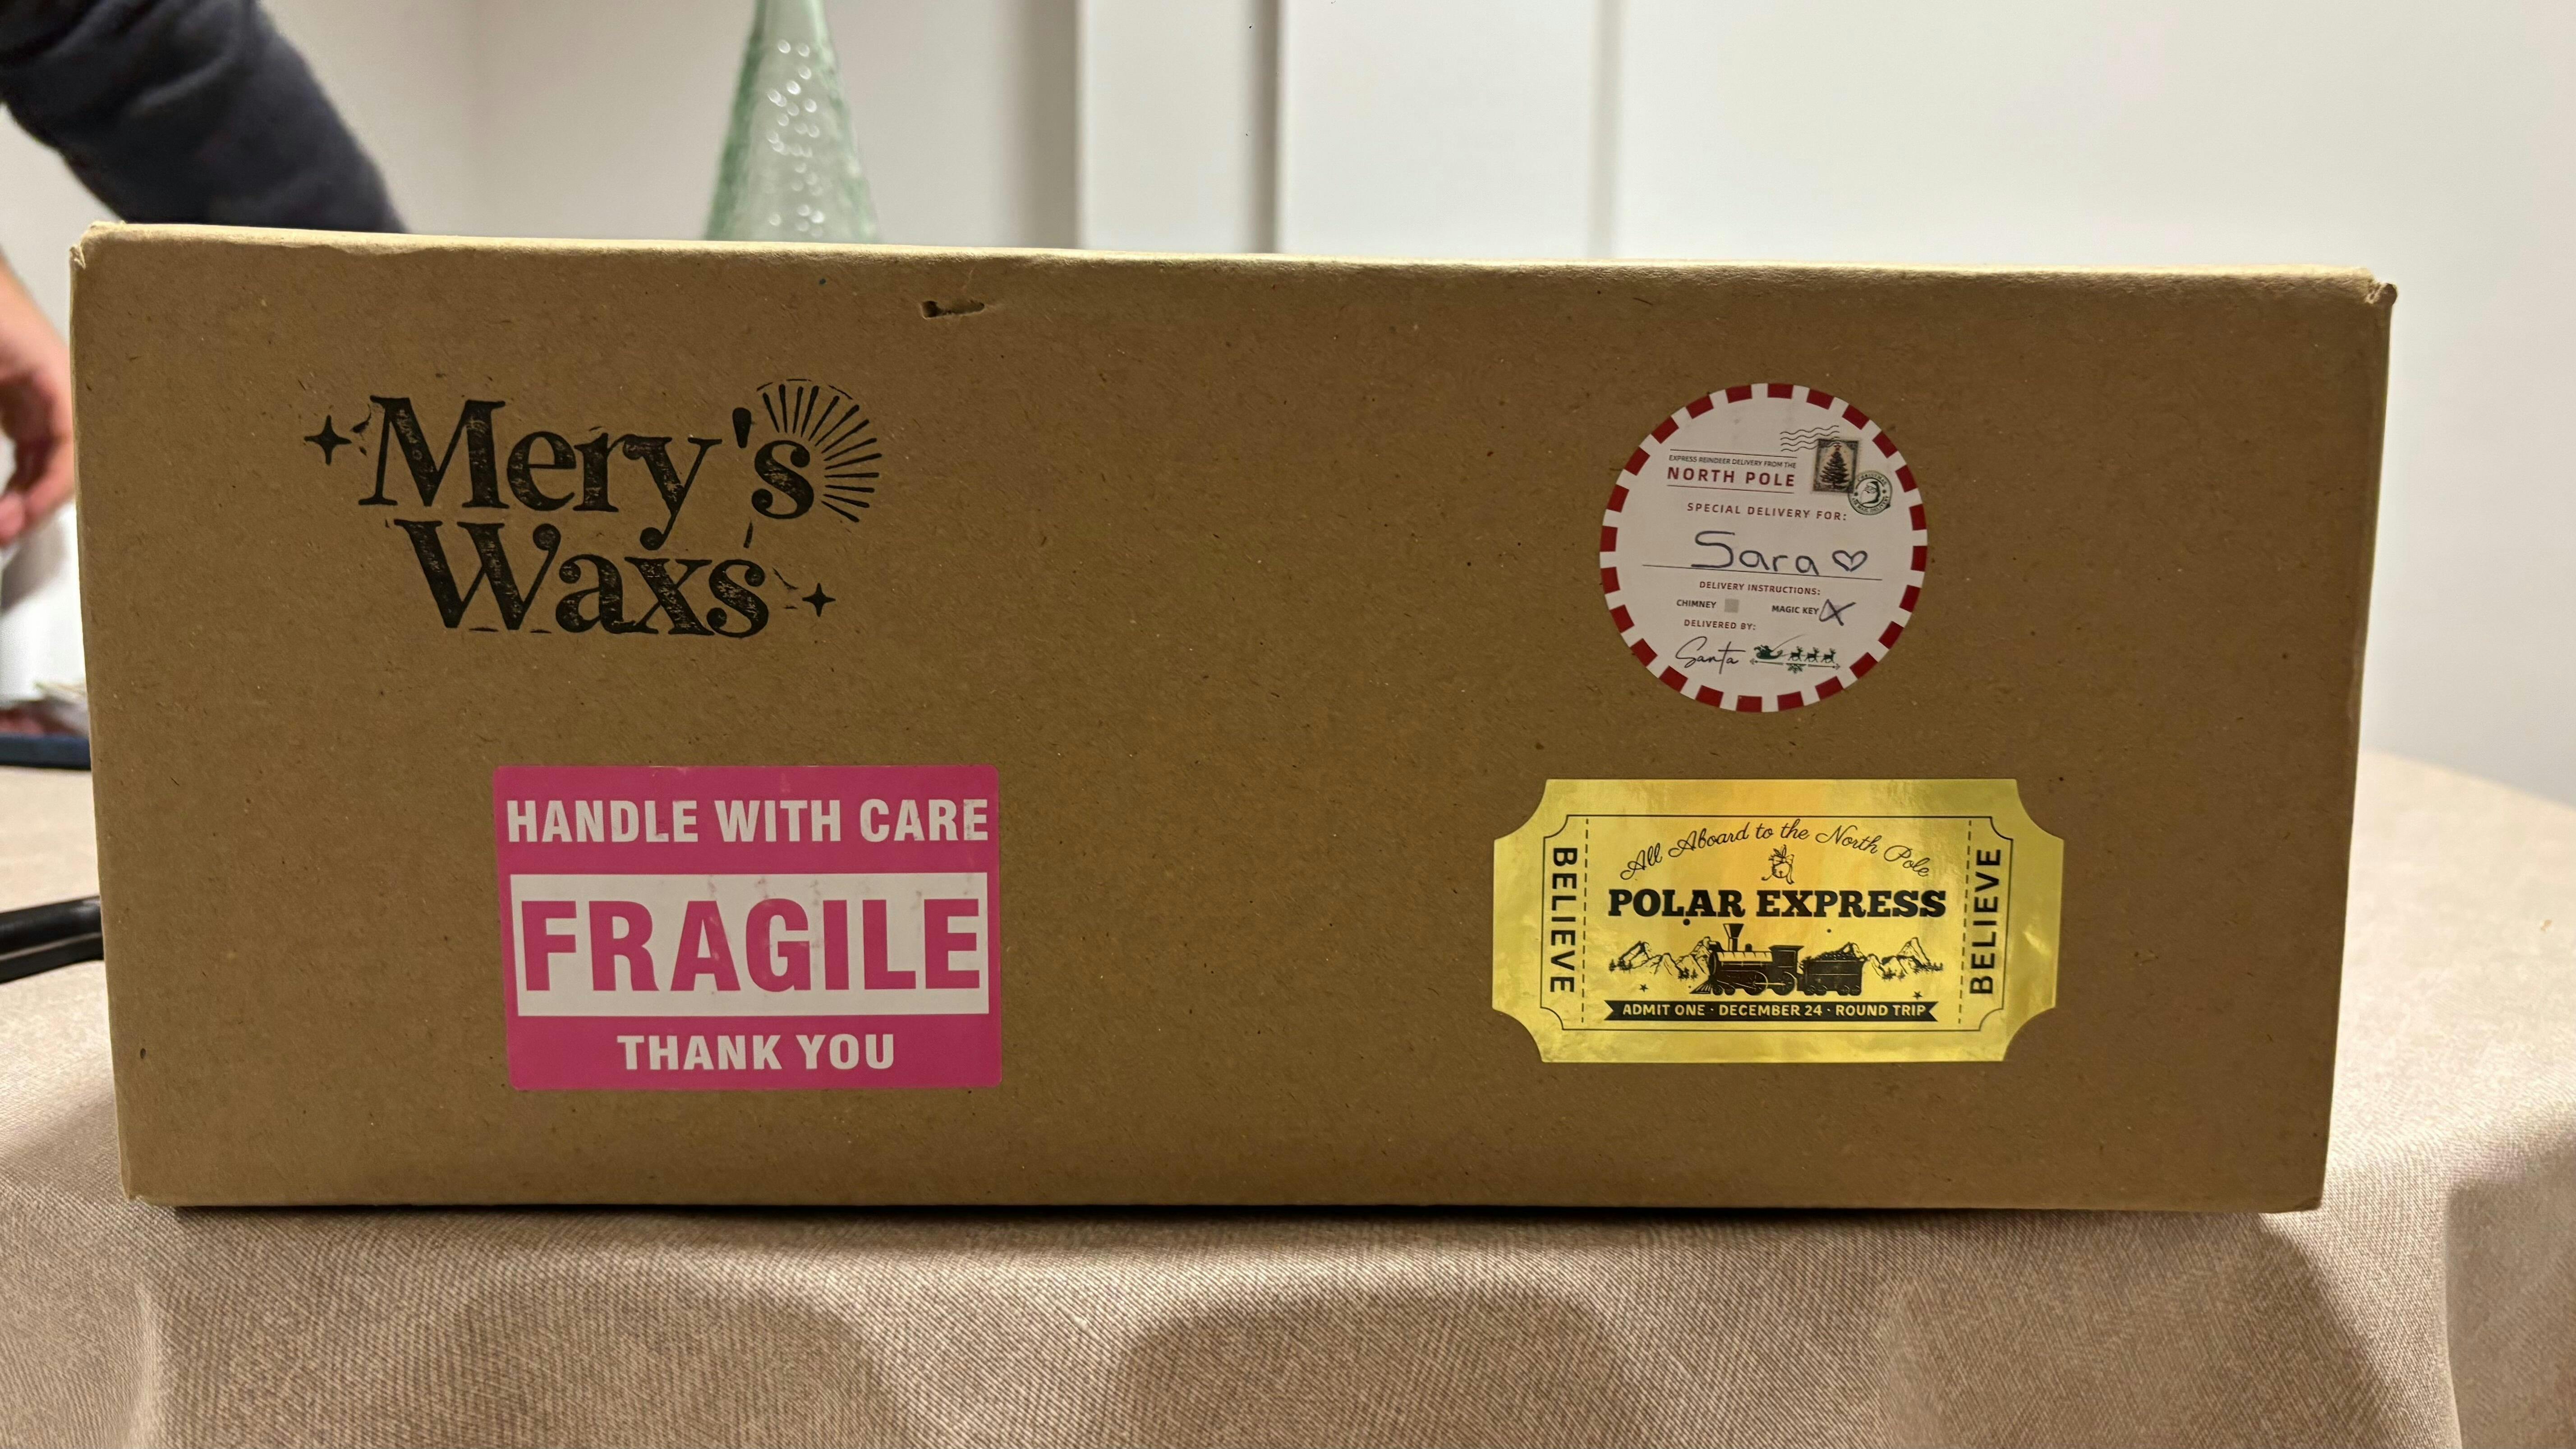 Mery's
Waxs
HANDLE WITH CARE
FRAGILE
THANK YOU
EXPRESS REINDEER DELIVERY FROM THE
NORTH POLE
SPECIAL DELIVERY FOR:
Sara
DELIVERY INSTRUCTIONS:
CHIMNEY MAGIC KEY
DELIVERED BY:
Santa
All Aboard to the North Pole
BELIEVE
POLAR EXPRESS
BELIEVE
ADMIT ONE · DECEMBER 24 · ROUND TRIP